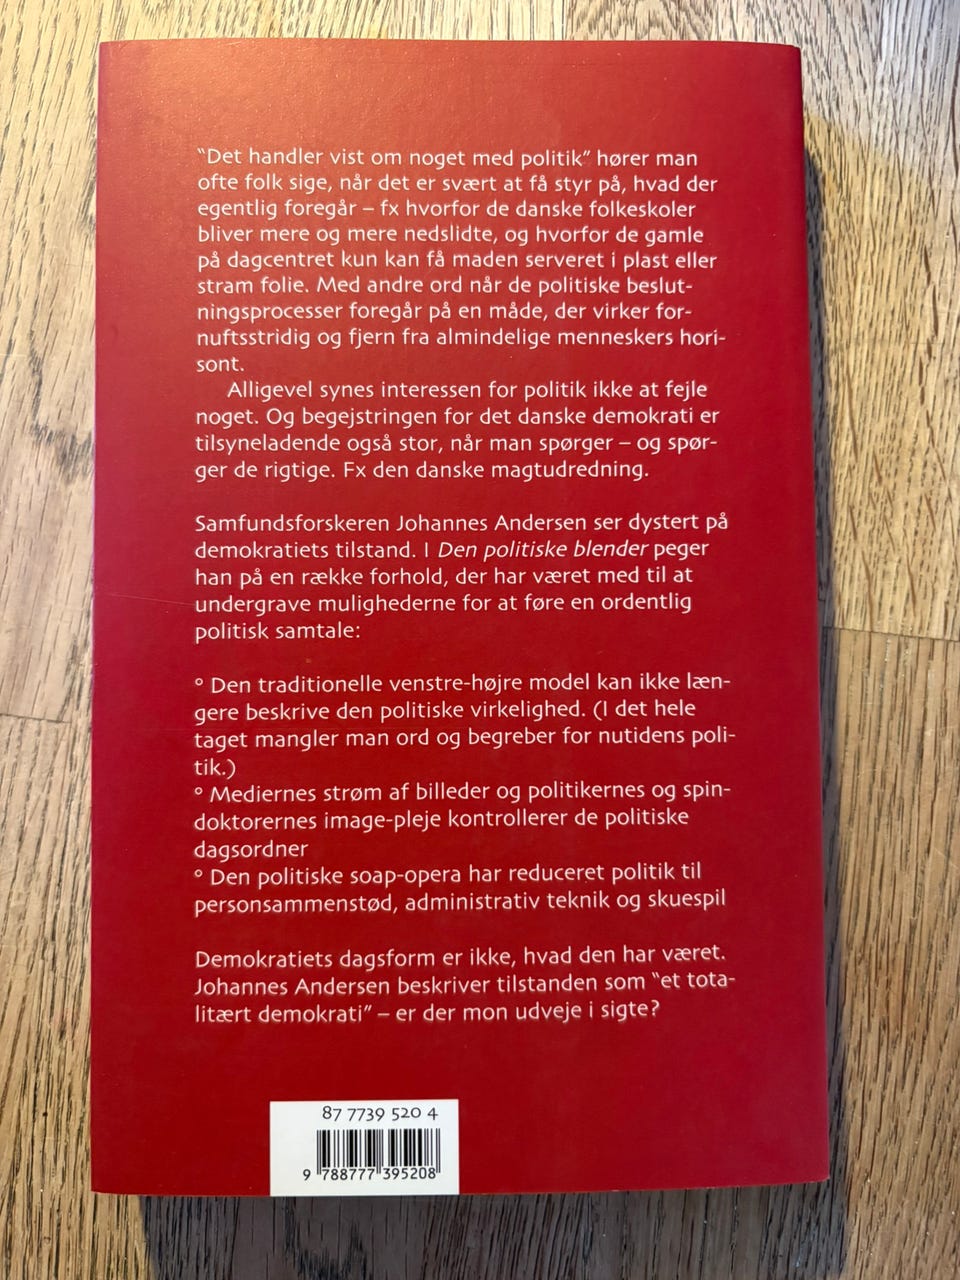 “Det handler vist om noget med politik” hører man
ofte folk sige, når det er svært at få styr på, hvad der
egentlig foregår – fx hvorfor de danske folkeskoler
bliver mere og mere nedslidte, og hvorfor de gamle
på dagcentret kun kan få maden serveret i plast eller
stram folie. Med andre ord når de politiske beslut-
ningsprocesser foregår på en måde, der virker for-
nuftsstridig og fjern fra almindelige menneskers hori-
sont.
Alligevel synes interessen for politik ikke at fejle
noget. Og begejstringen for det danske demokrati er
tilsyneladende også stor, når man spørger – og spør-
ger de rigtige. Fx den danske magtudredning.
Samfundsforskeren Johannes Andersen ser dystert på
demokratiets tilstand. I Den politiske blender peger
han på en række forhold, der har været med til at
undergrave mulighederne for at føre en ordentlig
politisk samtale:
° Den traditionelle venstre-højre model kan ikke læn-
gere beskrive den politiske virkelighed. (I det hele
taget mangler man ord og begreber for nutidens poli-
tik.)
° Mediernes strøm af billeder og politikernes og spin-
doktorernes image-pleje kontrollerer de politiske
dagsordner
° Den politiske soap-opera har reduceret politik til
personsammenstød, administrativ teknik og skuespil
Demokratiets dagsform er ikke, hvad den har været.
Johannes Andersen beskriver tilstanden som “et tota-
litært demokrati” – er der mon udveje i sigte?
87 7739 520 4
9 788777 395208